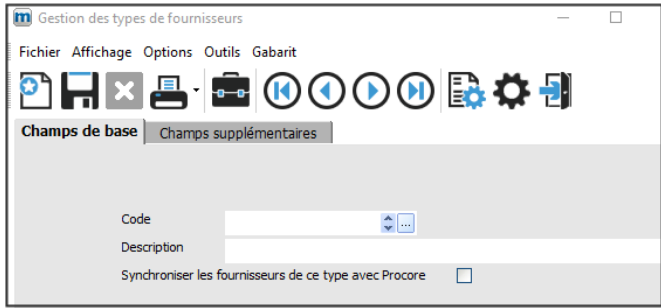 m Gestion des types de fournisseurs
Fichier Affichage Options Outils Gabarit
Champs de base Champs supplémentaires
Code ...
Description
Synchroniser les fournisseurs de ce type avec Procore